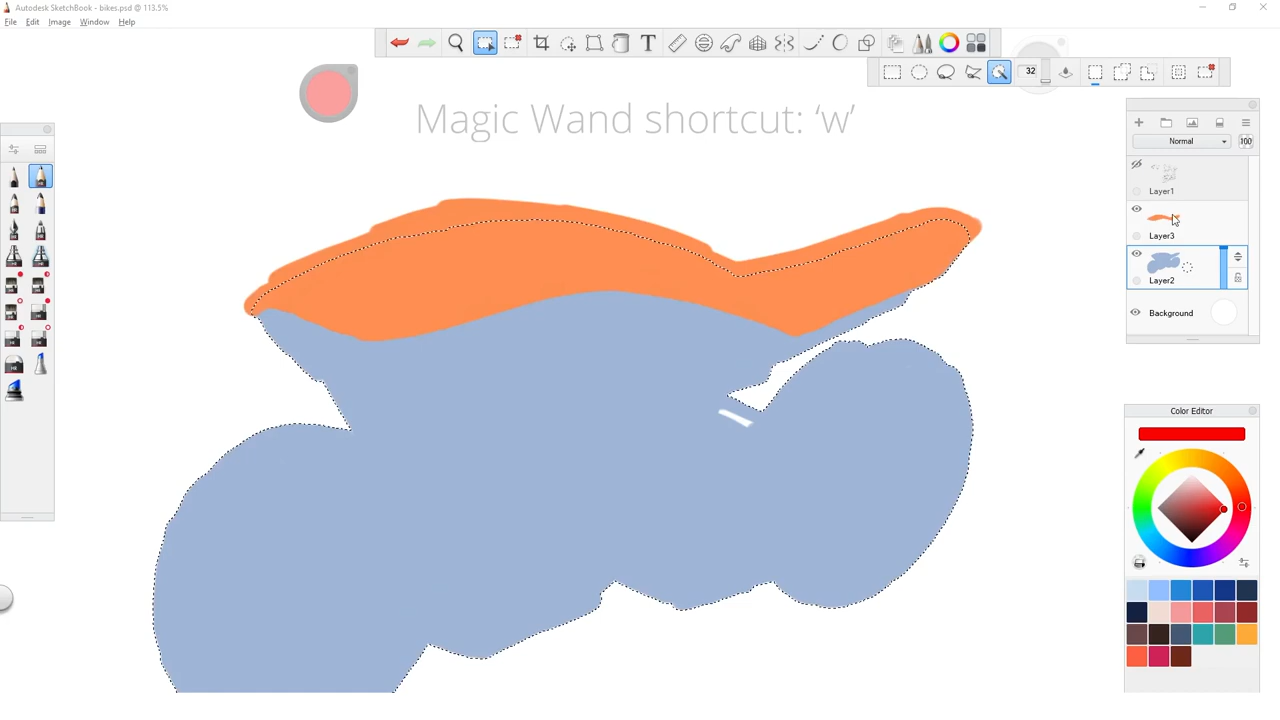 Autodesk SketchBook - bikes.psd @ 113.5%
File Edit Image Window Help
32
Magic Wand shortcut: ‘w’
Normal 100
Layer1
Layer3
Layer2
Background
Color Editor